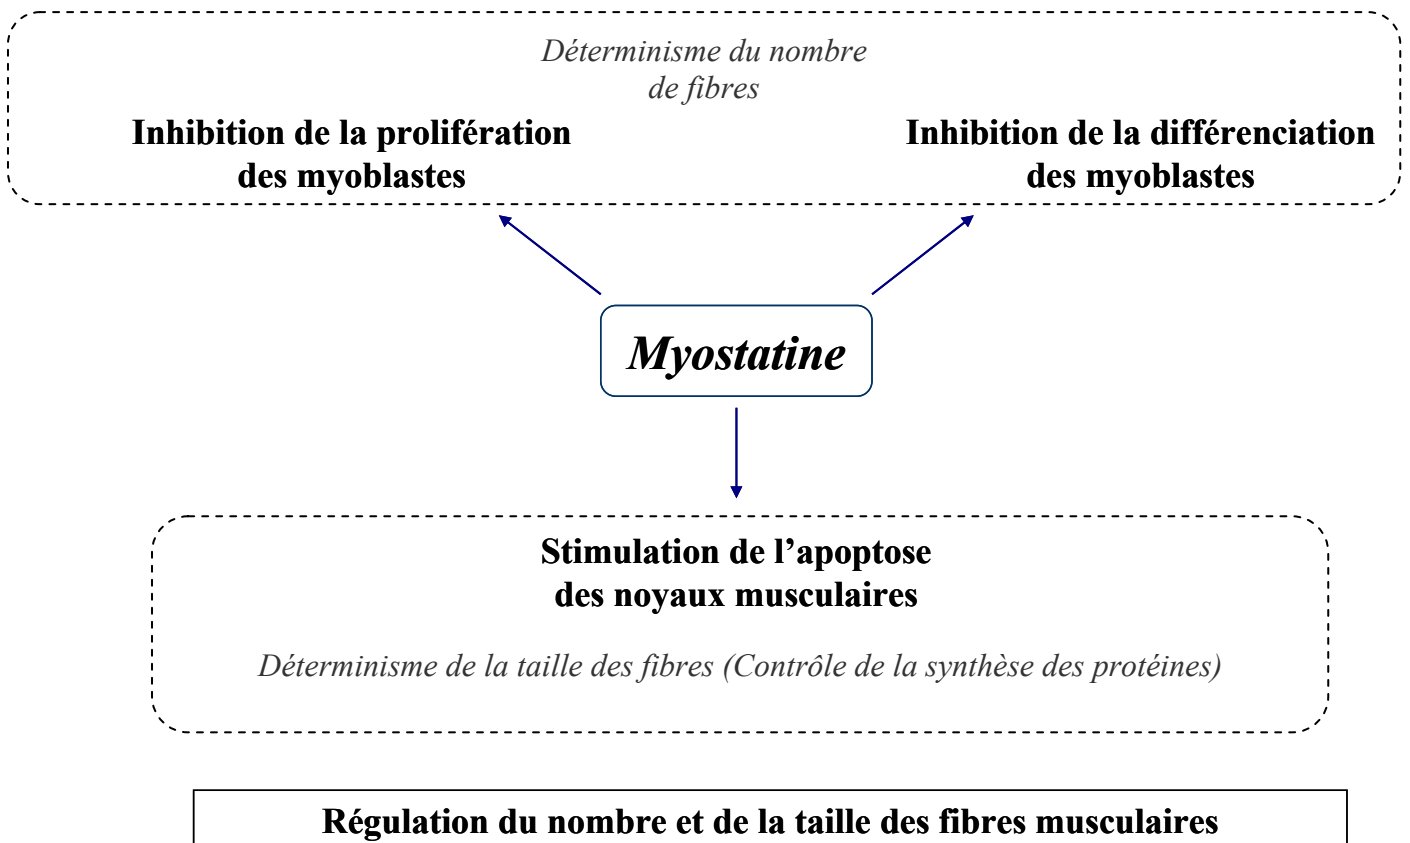 Déterminisme du nombre
de fibres
Inhibition de la prolifération
des myoblastes
Inhibition de la différenciation
des myoblastes
Myostatine
Stimulation de l’apoptose
des noyaux musculaires
Déterminisme de la taille des fibres (Contrôle de la synthèse des protéines)
Régulation du nombre et de la taille des fibres musculaires